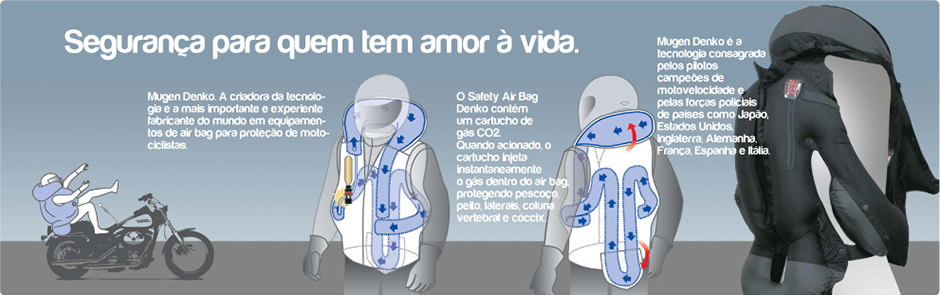 Segurança para quem tem amor à vida.
Mugen Denko. A criadora da tecnolo-
gia e a mais importante e experiente
fabricante do mundo em equipamen-
tos de air bag para proteção de moto-
ciclistas.
O Safety Air Bag
Denko contém
um cartucho de
gás CO2.
Quando acionado, o
cartucho injeta
instantaneamente
o gás dentro do air bag,
protegendo pescoço,
peito, laterais, coluna
vertebral e cóccix.
Mugen Denko é a
tecnologia consagrada
pelos pilotos
campeões de
motovelocidade e
pelas forças policiais
de países como Japão,
Estados Unidos,
Inglaterra, Alemanha,
França, Espanha e Itália.